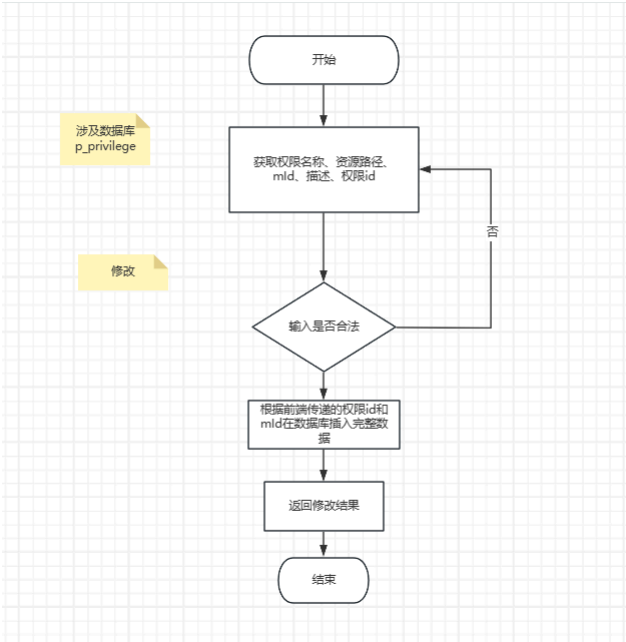 开始
涉及数据库
p_privilege
获取权限名称、资源路径、
mId、描述、权限id
否
修改
输入是否合法
根据前端传递的权限id和
mId在数据库插入完整数
据
返回修改结果
结束